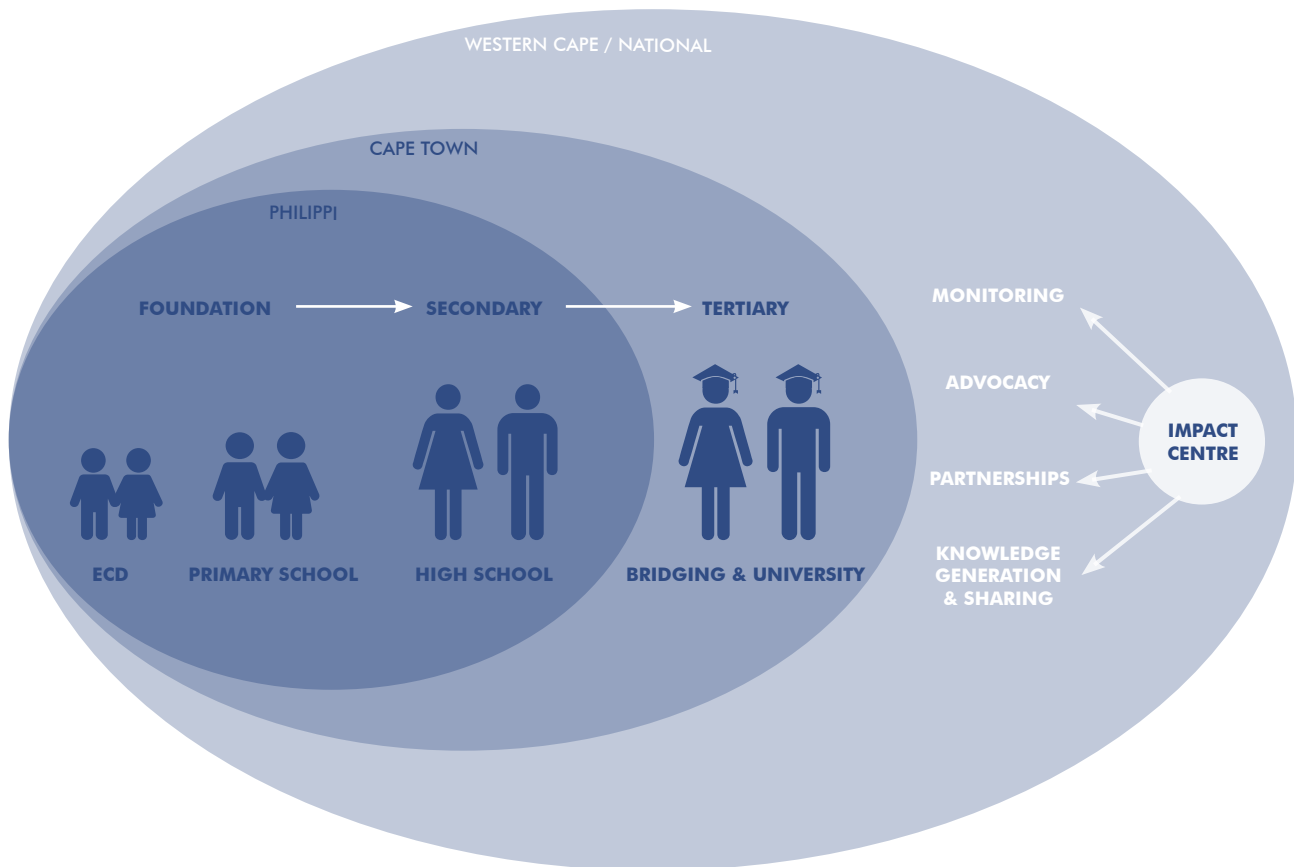 WESTERN CAPE / NATIONAL
CAPE TOWN
PHILIPPI
FOUNDATION
SECONDARY
TERTIARY
ECD
PRIMARY SCHOOL
HIGH SCHOOL
BRIDGING & UNIVERSITY
MONITORING
ADVOCACY
PARTNERSHIPS
KNOWLEDGE
GENERATION
& SHARING
IMPACT
CENTRE